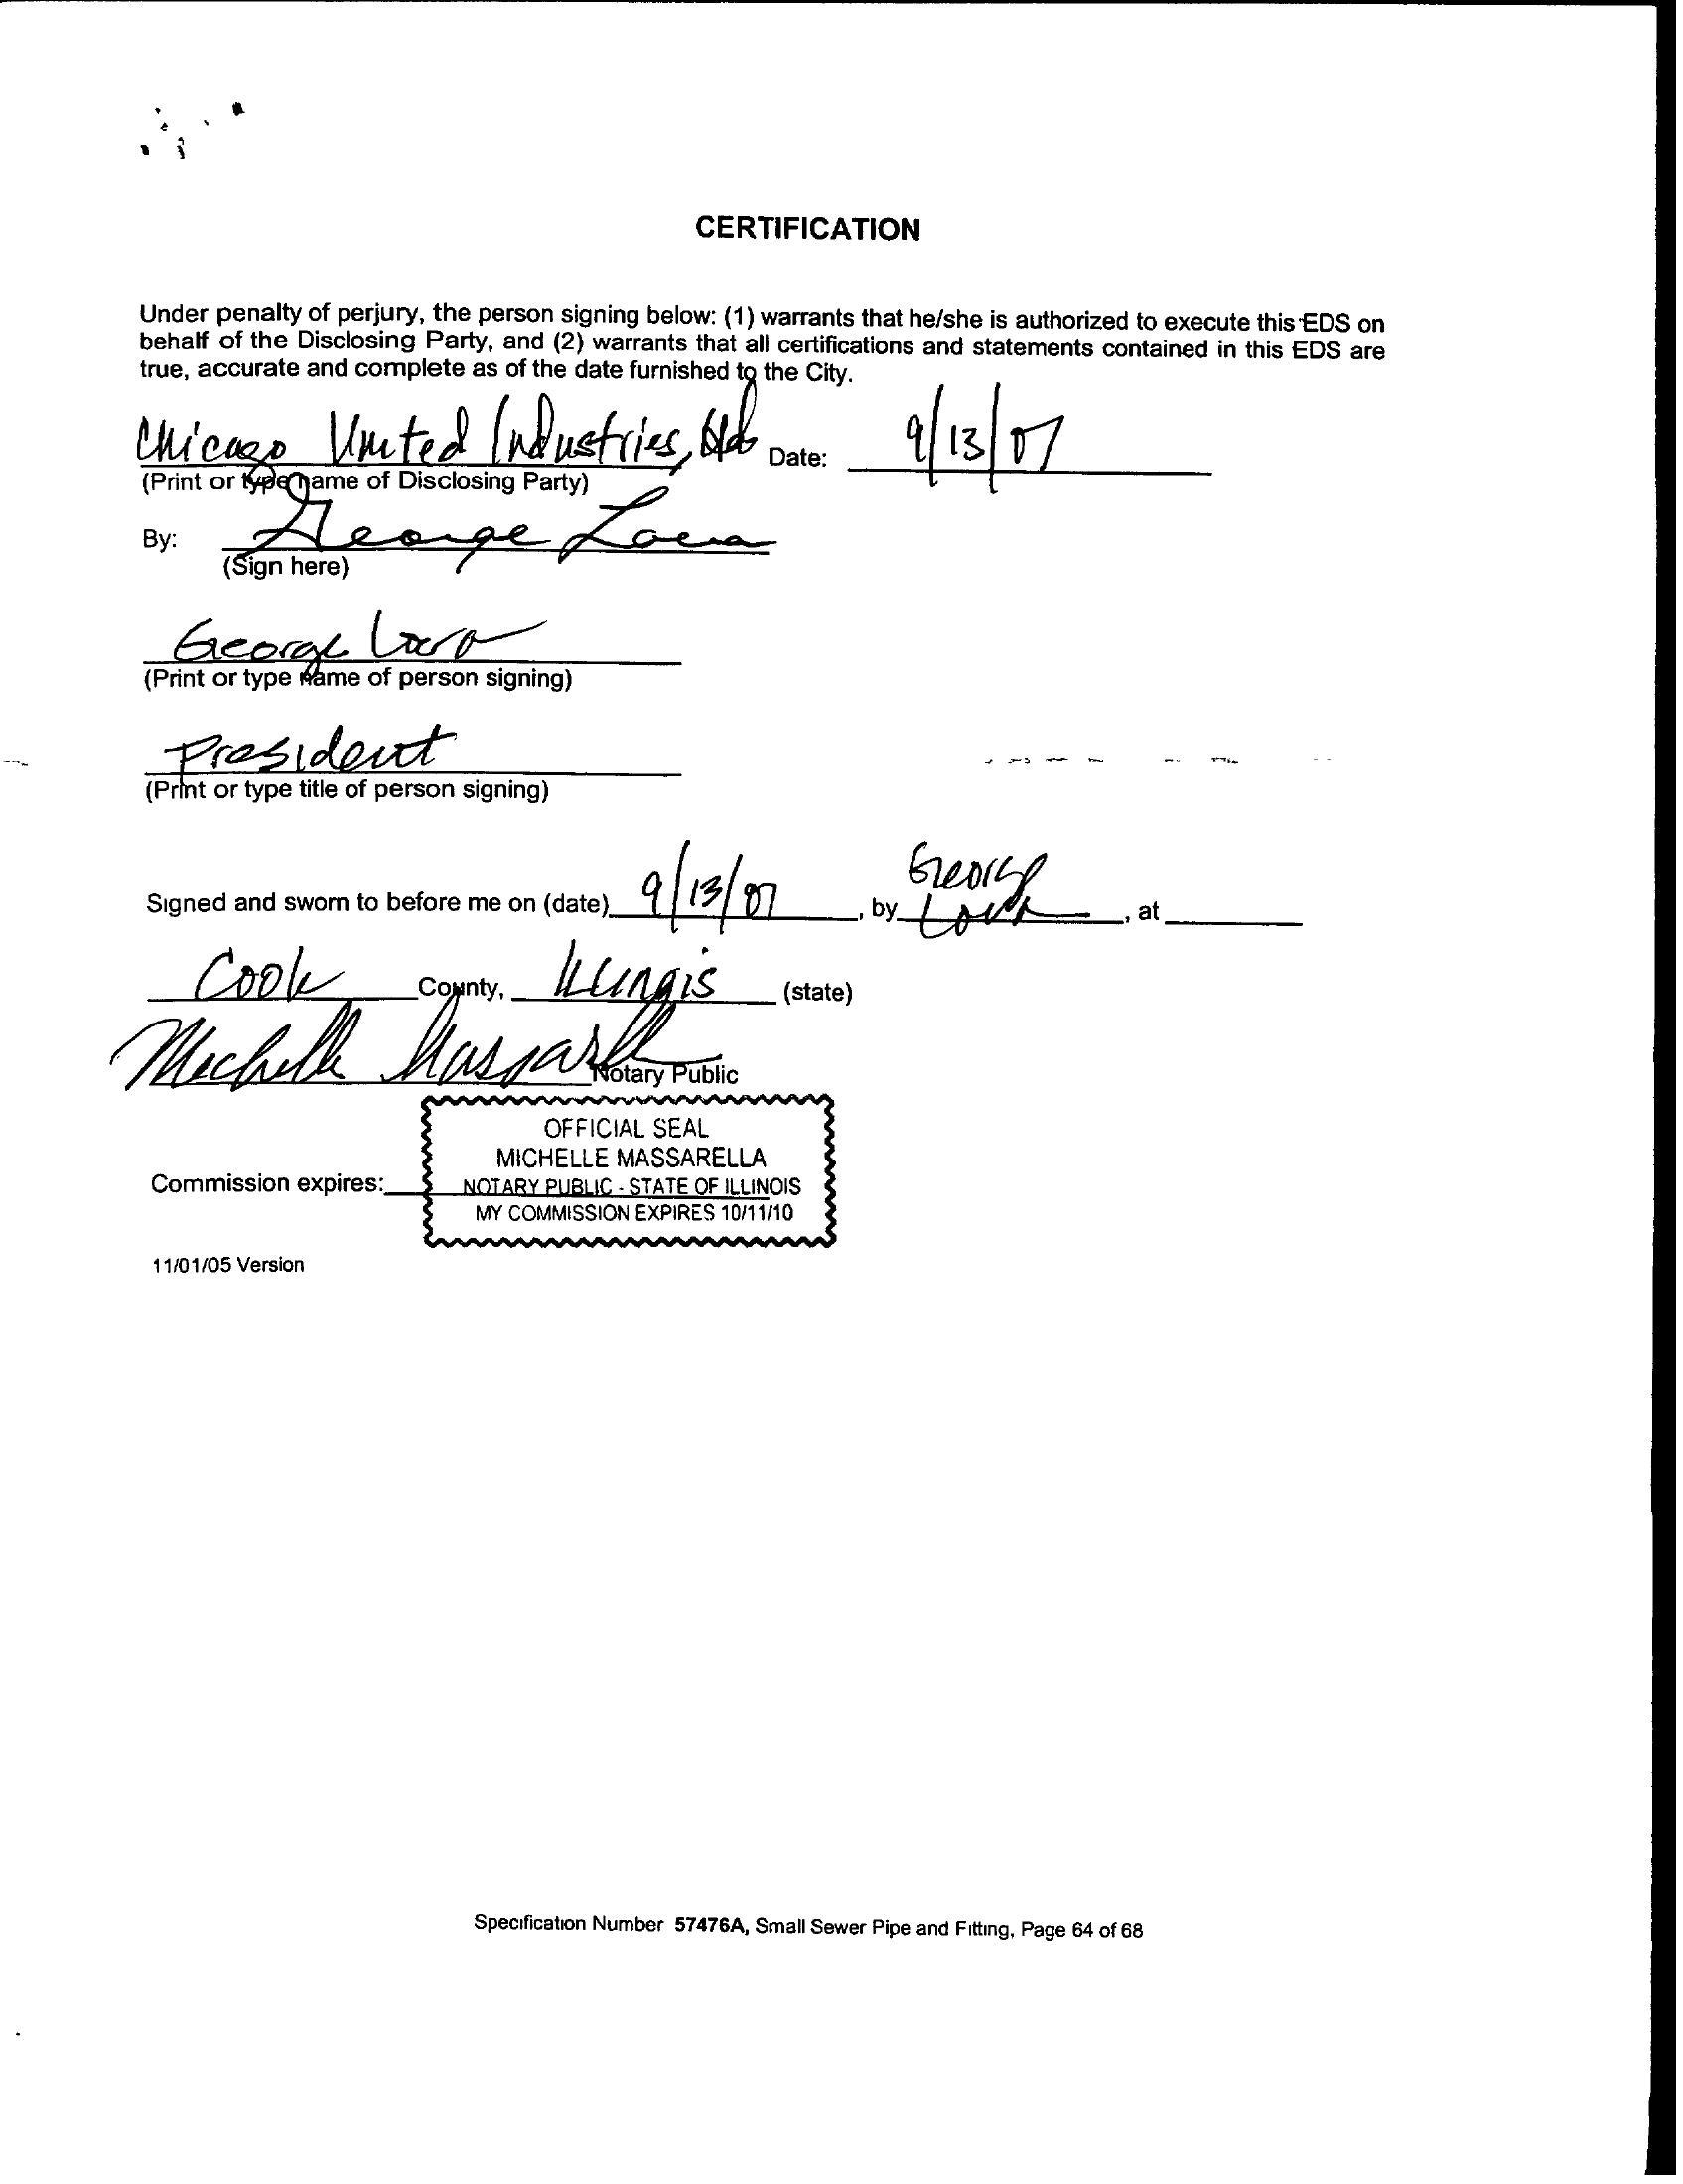 CERTIFICATION
Under penalty of perjury, the person signing below: (1) warrants that he/she is authorized to execute this EDS on
behalf of the Disclosing Party, and (2) warrants that all certifications and statements contained in this EDS are
true, accurate and complete as of the date furnished to the City.
Chicago United Industries, Ltd Date: 9/13/07
(Print or type name of Disclosing Party)
By: George Loera
(Sign here)
George Loera
(Print or type name of person signing)
President
(Print or type title of person signing)
Signed and sworn to before me on (date) 9/13/07, by George Loera, at
Cook County, Illinois (state)
Michelle Massarella Notary Public
OFFICIAL SEAL
MICHELLE MASSARELLA
Commission expires: NOTARY PUBLIC - STATE OF ILLINOIS
MY COMMISSION EXPIRES 10/11/10
11/01/05 Version
Specification Number 57476A, Small Sewer Pipe and Fitting, Page 64 of 68